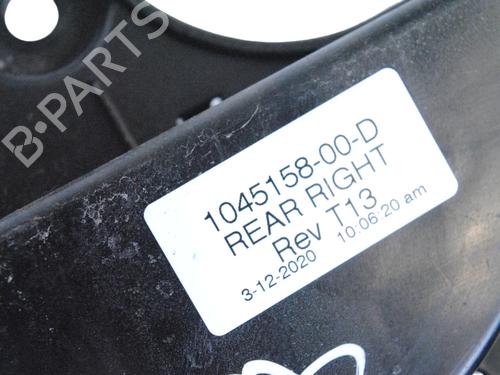 B-PARTS
1045158-00-D
REAR RIGHT
Rev T13
3-12-2020 10:06:20 am